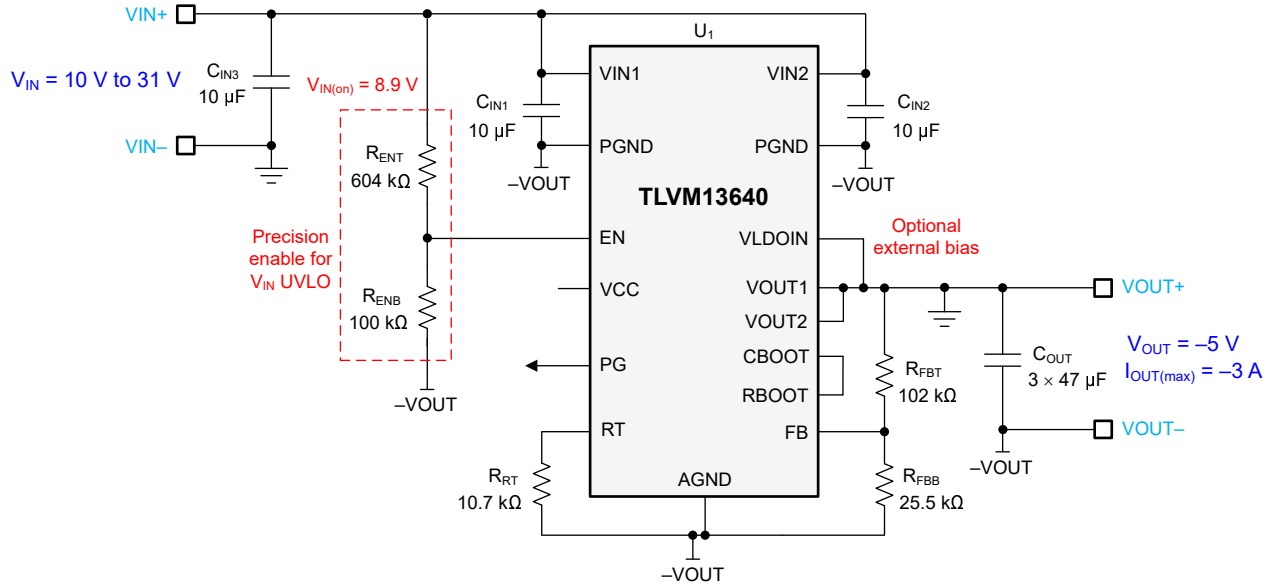 VIN+
U1
VIN = 10 V to 31 V
CIN3
10 µF
VIN(on) = 8.9 V
VIN–
CIN1
10 µF
–VOUT
VIN1
VIN2
PGND
PGND
CIN2
10 µF
–VOUT
TLVM13640
RENT
604 kΩ
Precision
enable for
VIN UVLO
RENB
100 kΩ
–VOUT
EN
VCC
PG
RT
VLDOIN
VOUT1
VOUT2
CBOOT
RBOOT
FB
AGND
Optional
external bias
RFBT
102 kΩ
COUT
3 × 47 µF
VOUT+
VOUT = –5 V
IOUT(max) = –3 A
VOUT–
–VOUT
RRT
10.7 kΩ
RFBB
25.5 kΩ
–VOUT